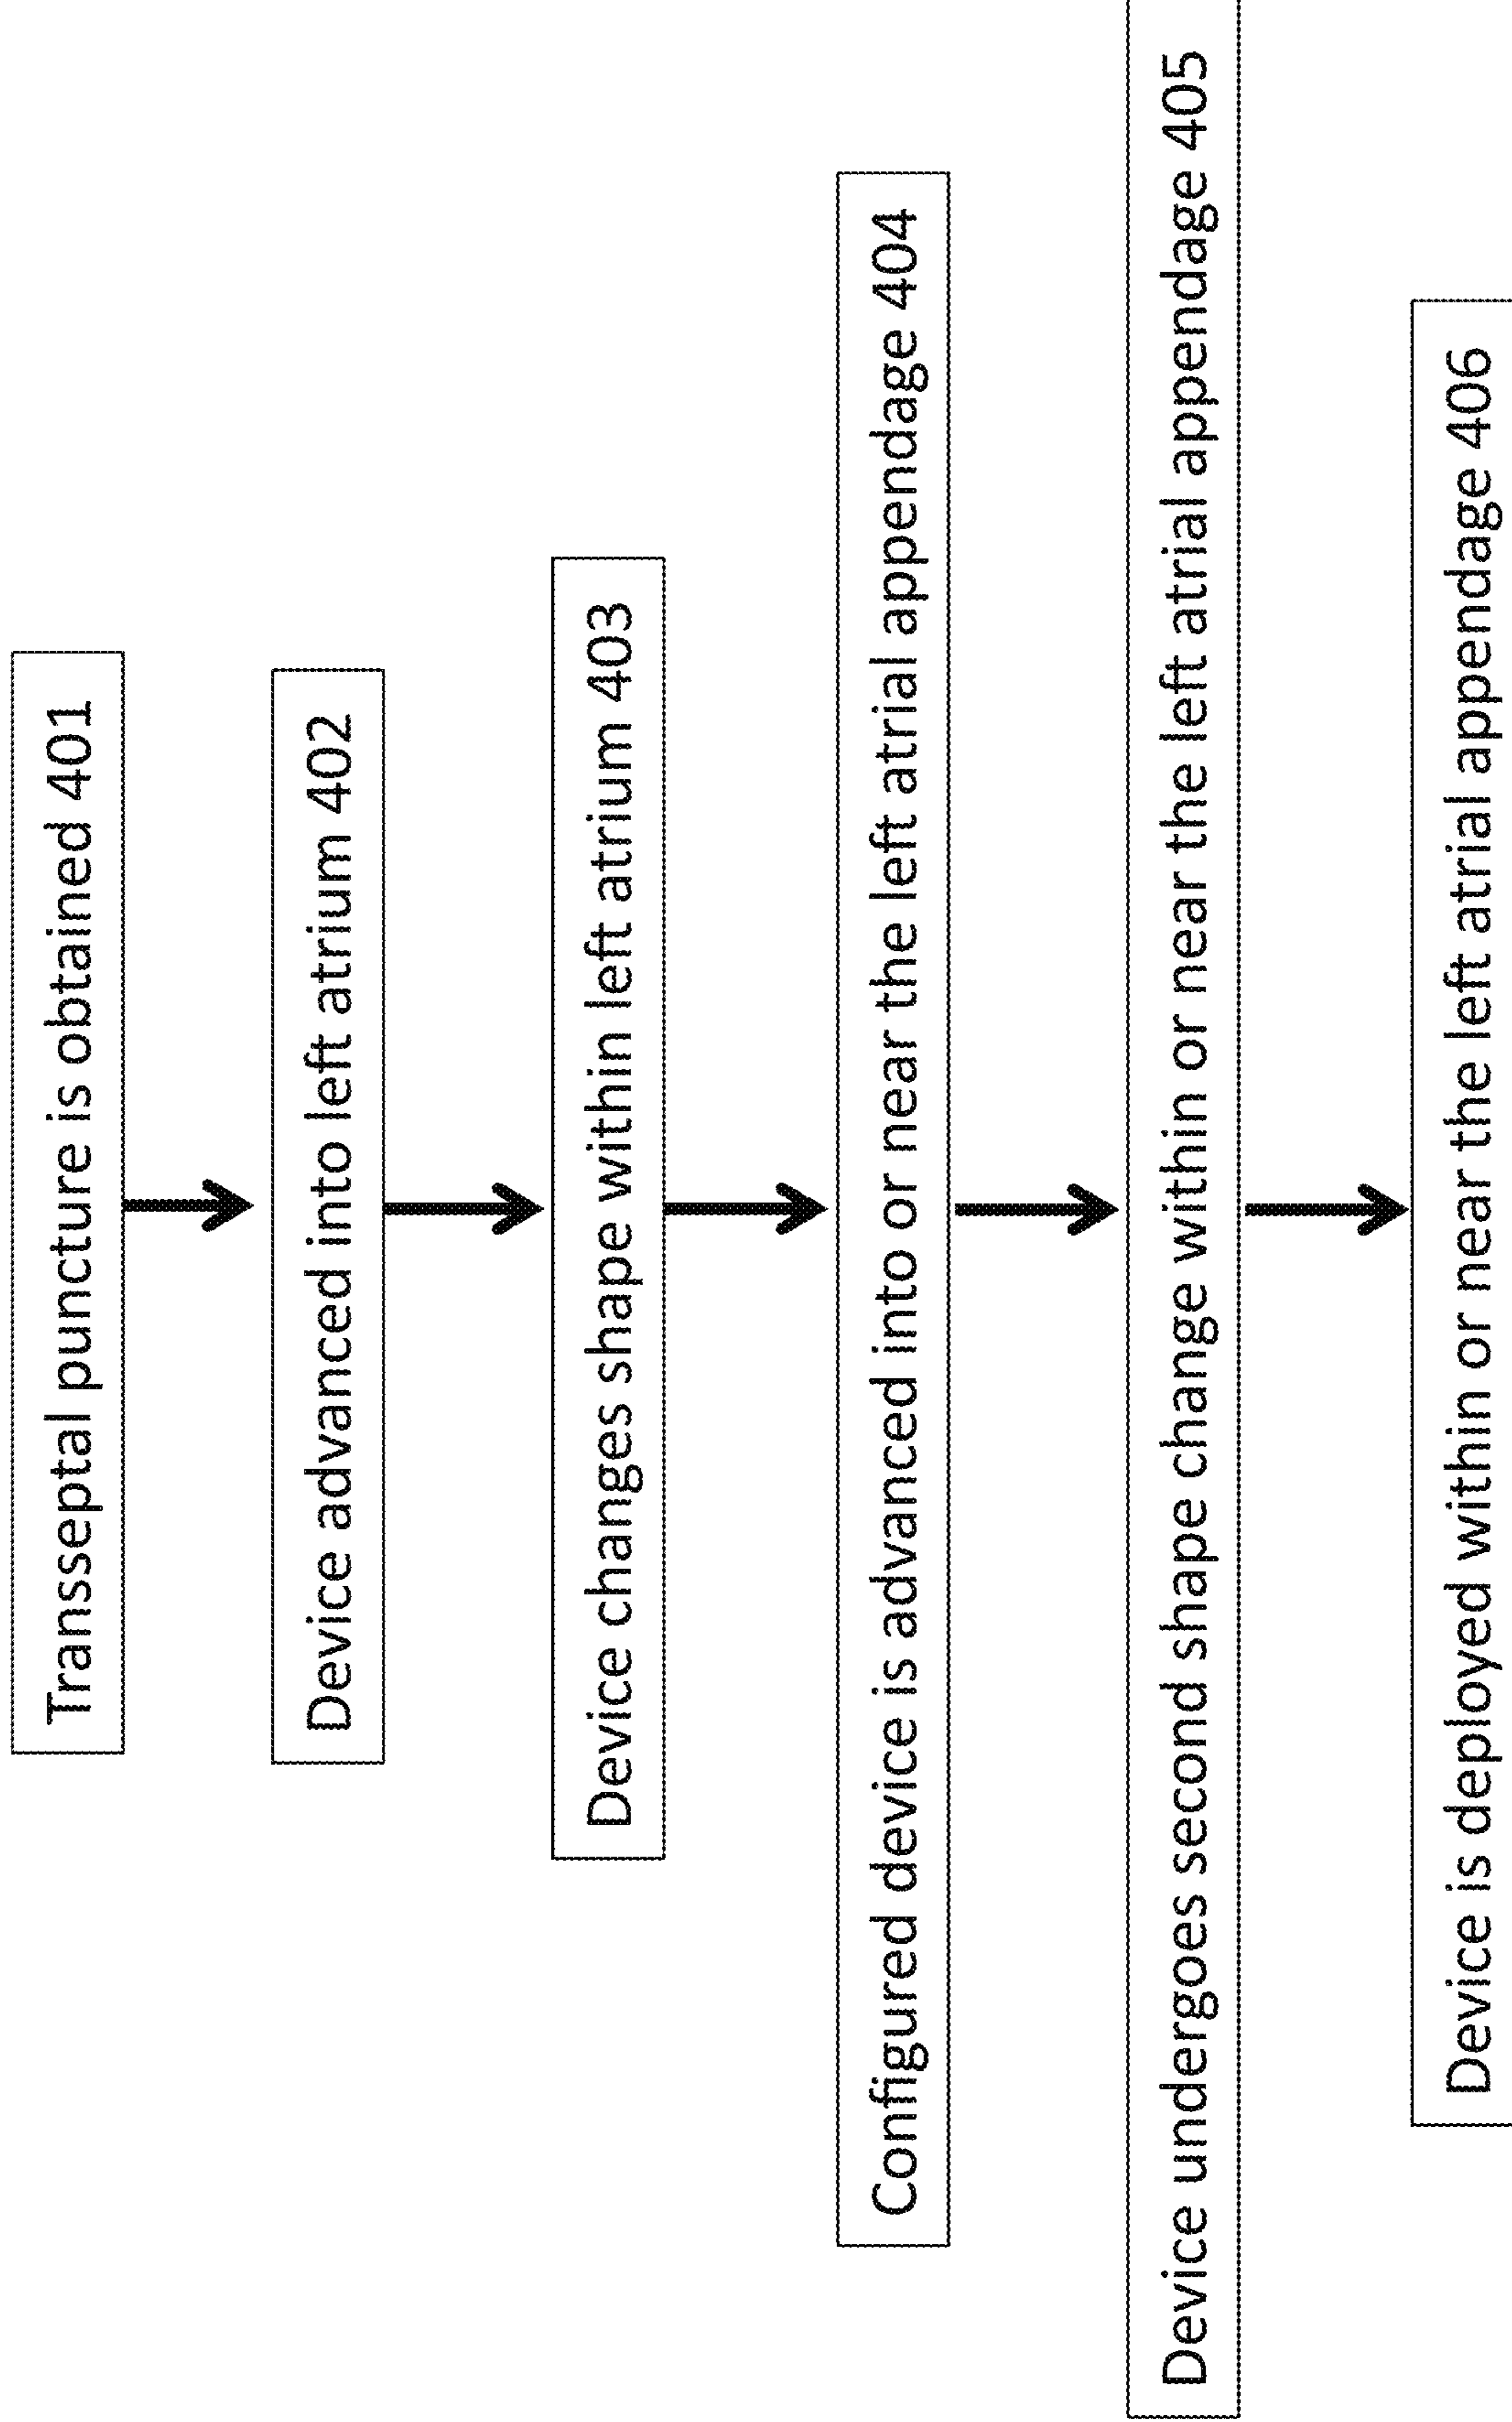 Transseptal puncture is obtained 401
Device advanced into left atrium 402
Device changes shape within left atrium 403
Configured device is advanced into or near the left atrial appendage 404
Device undergoes second shape change within or near the left atrial appendage 405
Device is deployed within or near the left atrial appendage 406